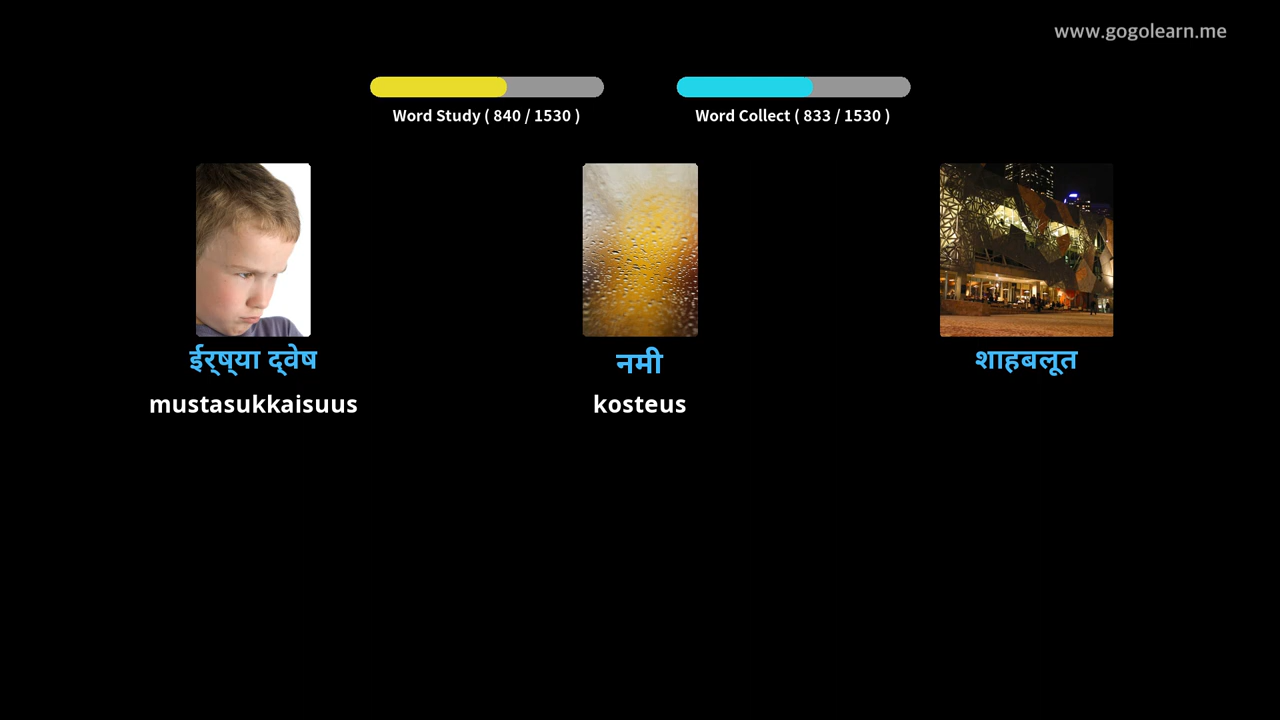 www.gogolearn.me
Word Study ( 840 / 1530 )
Word Collect ( 833 / 1530 )
ईर्ष्या द्वेष
नमी
शाहबलूत
mustasukkaisuus
kosteus